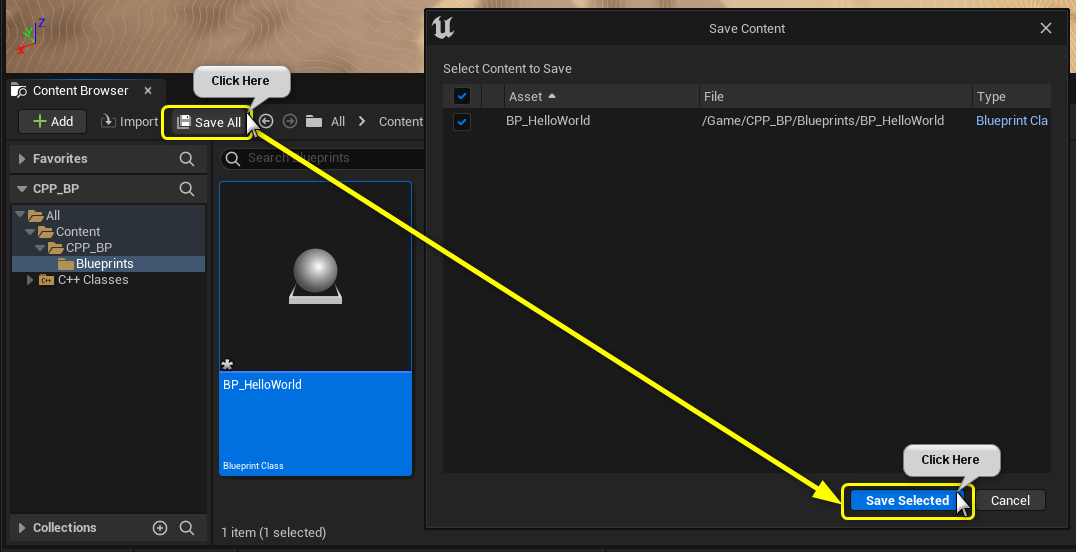 Z
Y
X
Content Browser
Click Here
Add
Import
Save All
All
Content
Favorites
CPP_BP
All
Content
CPP_BP
Blueprints
C++ Classes
Collections
Search Blueprints
BP_HelloWorld
Blueprint Class
1 item (1 selected)
Save Content
Select Content to Save
Asset File Type
BP_HelloWorld /Game/CPP_BP/Blueprints/BP_HelloWorld Blueprint Cla
Click Here
Save Selected Cancel